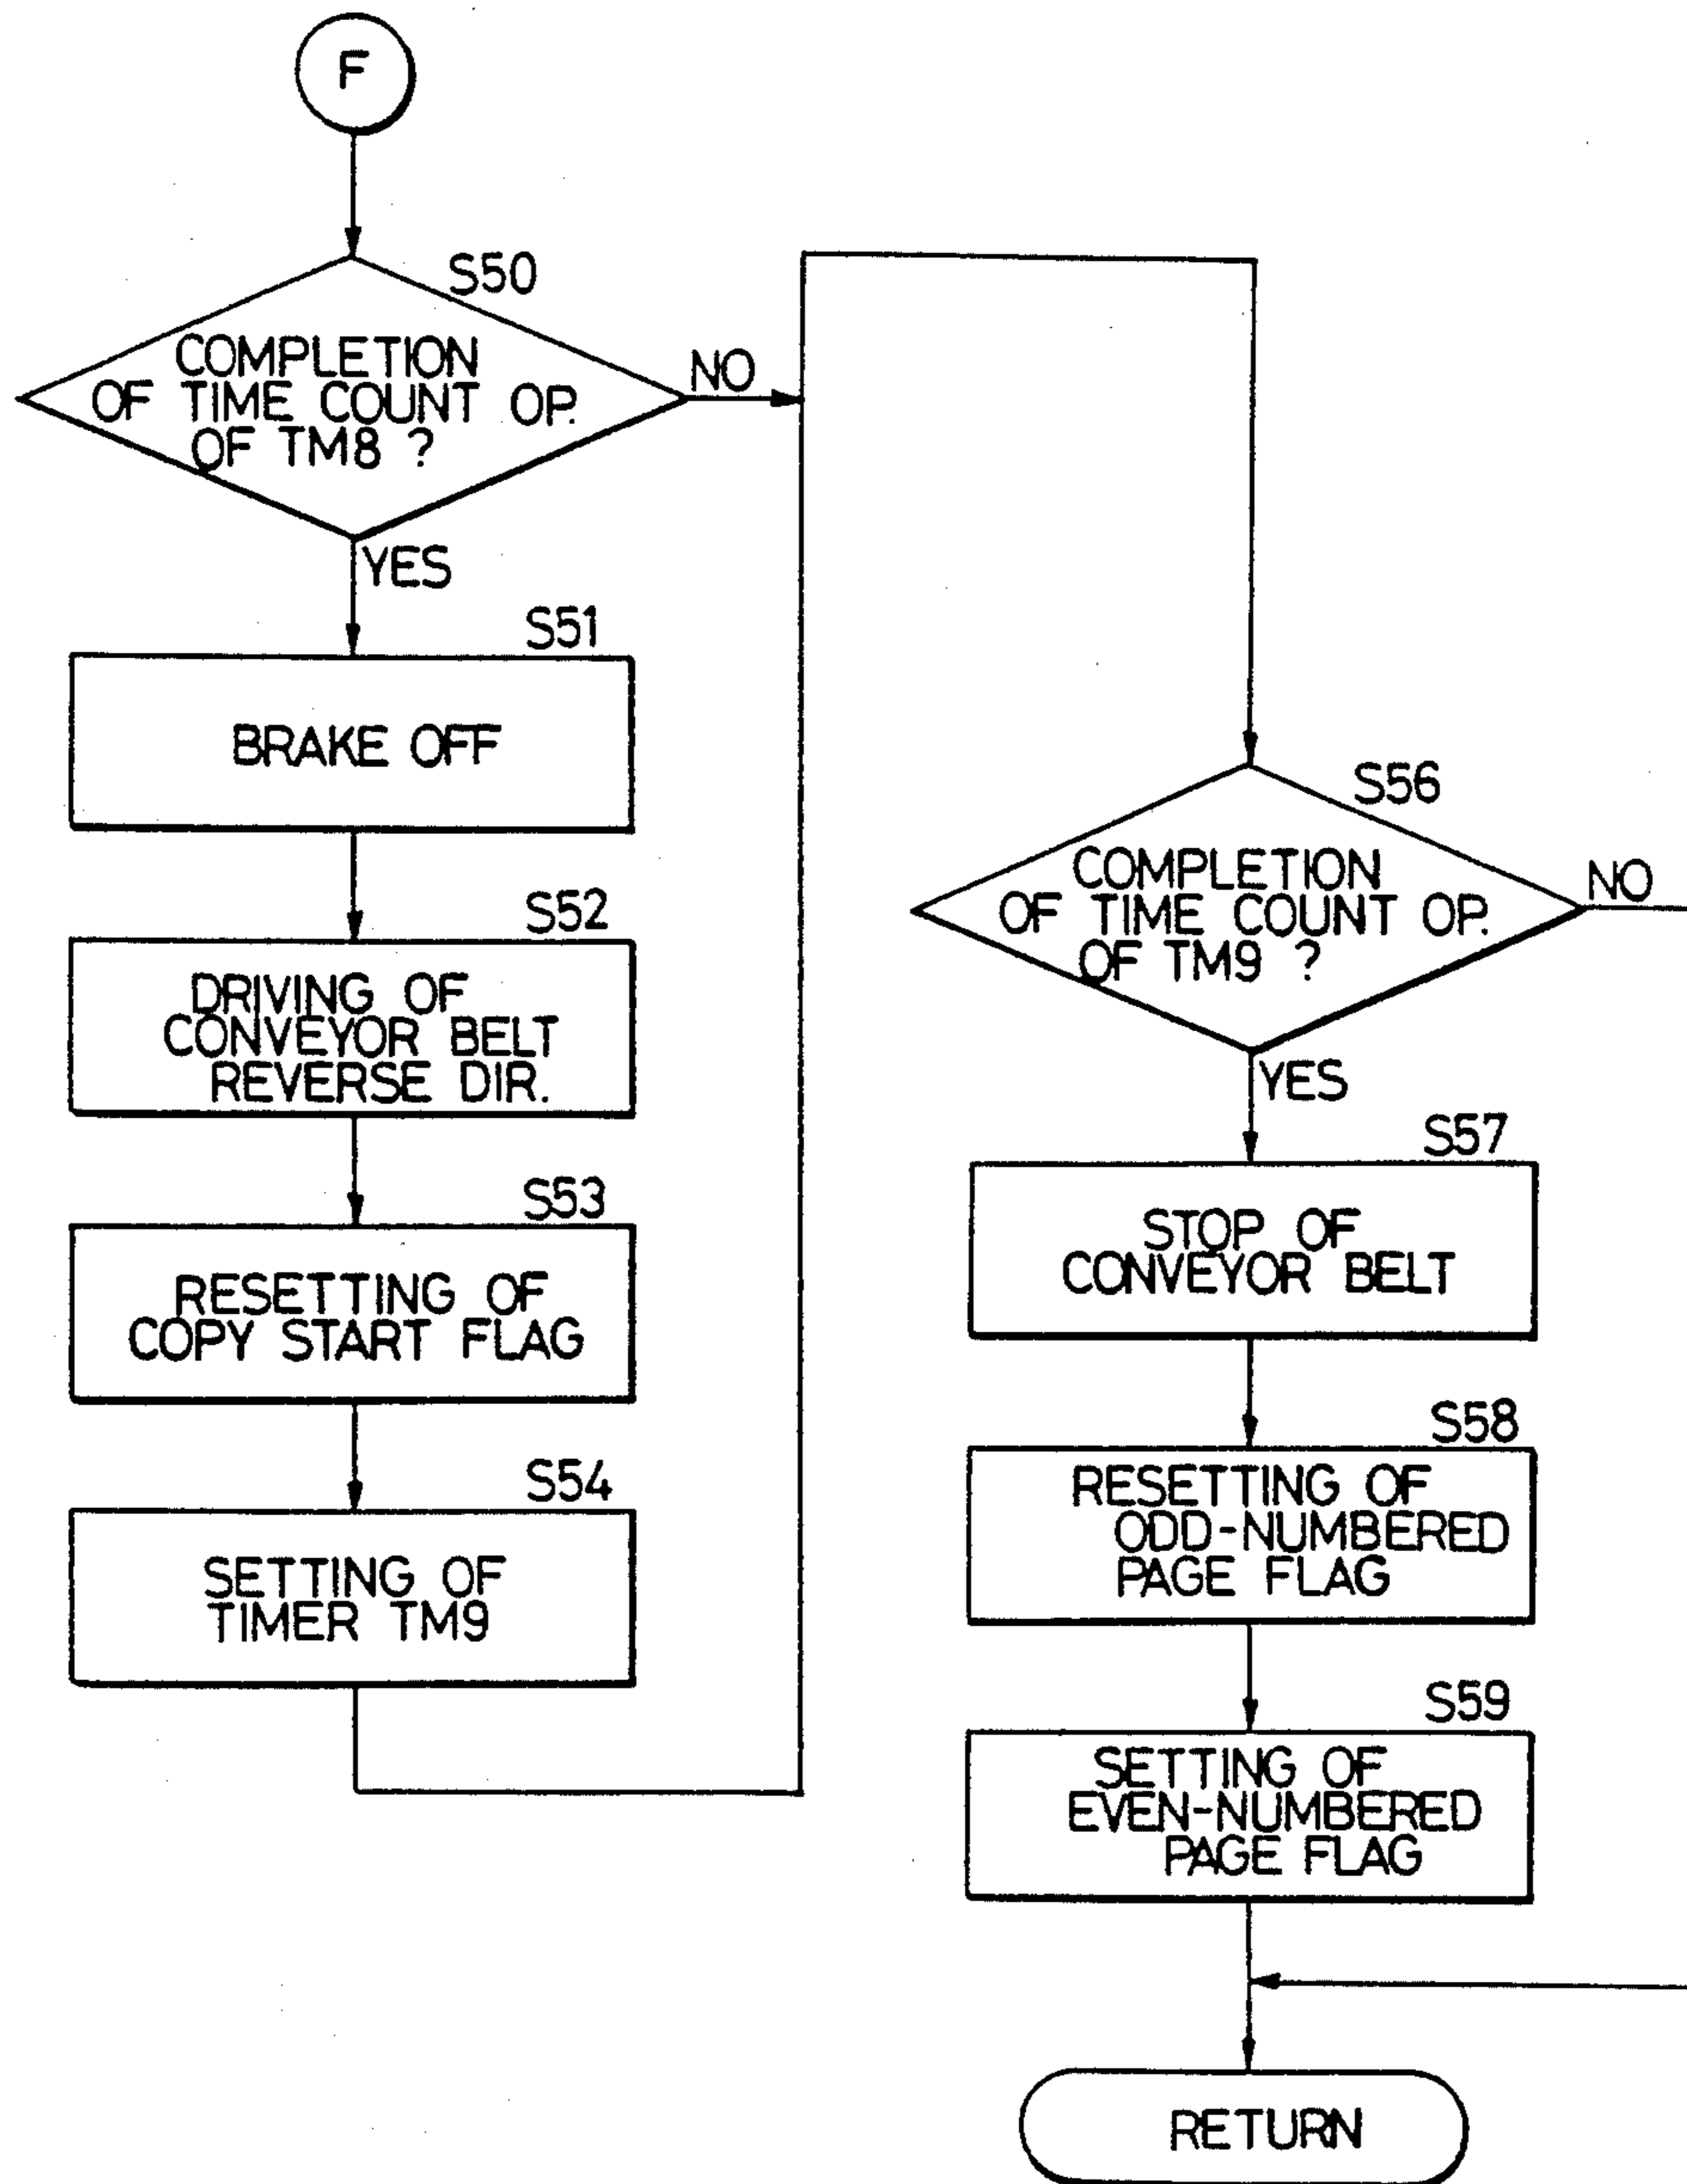 F
S50
COMPLETION
OF TIME COUNT OP.
OF TM8 ?
NO
YES
S51
BRAKE OFF
S52
DRIVING OF
CONVEYOR BELT
REVERSE DIR.
S53
RESETTING OF
COPY START FLAG
S54
SETTING OF
TIMER TM9
S56
COMPLETION
OF TIME COUNT OP.
OF TM9 ?
NO
YES
S57
STOP OF
CONVEYOR BELT
S58
RESETTING OF
ODD-NUMBERED
PAGE FLAG
S59
SETTING OF
EVEN-NUMBERED
PAGE FLAG
RETURN